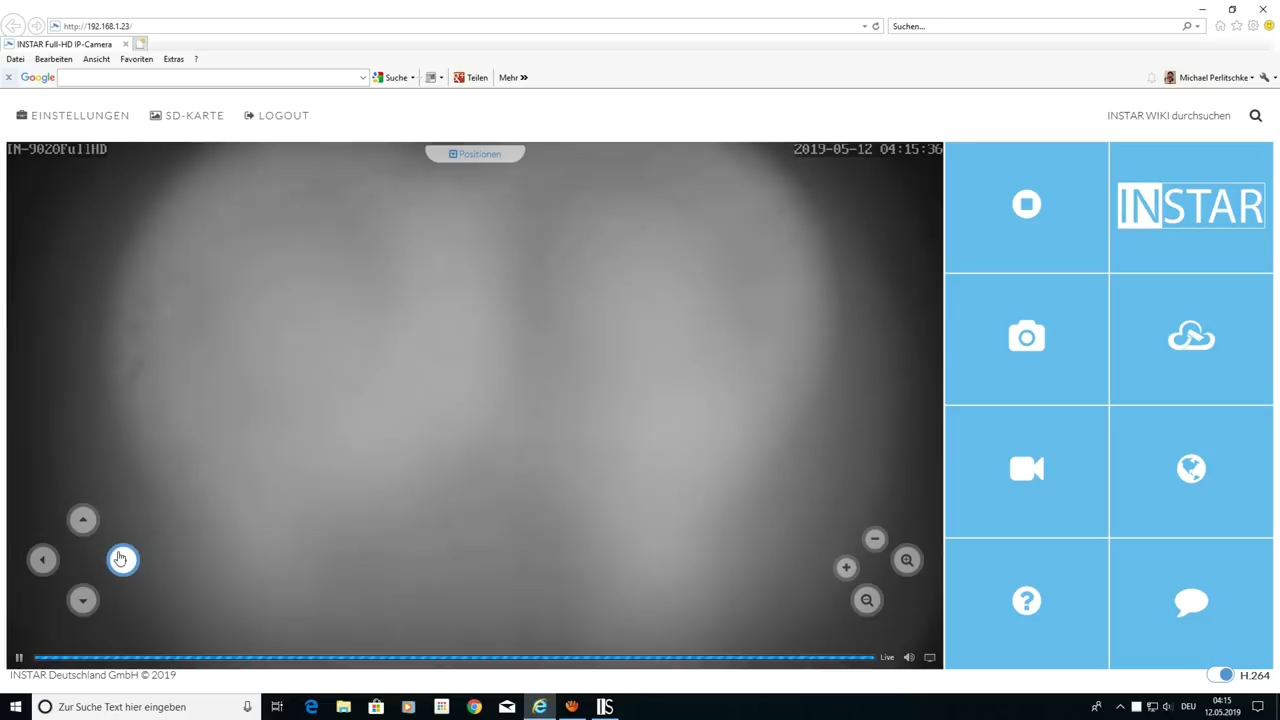 http://192.168.1.23/
Suchen...
INSTAR Full-HD IP-Camera
Datei Bearbeiten Ansicht Favoriten Extras ?
Google Suche Teilen Mehr »
Michael Perlitschke
EINSTELLUNGEN SD-KARTE LOGOUT
INSTAR WIKI durchsuchen
IN-9020FullHD
Positionen
2019-05-12 04:15:36
INSTAR
Live
INSTAR Deutschland GmbH © 2019
H.264
Zur Suche Text hier eingeben
DEU
04:15
12.05.2019